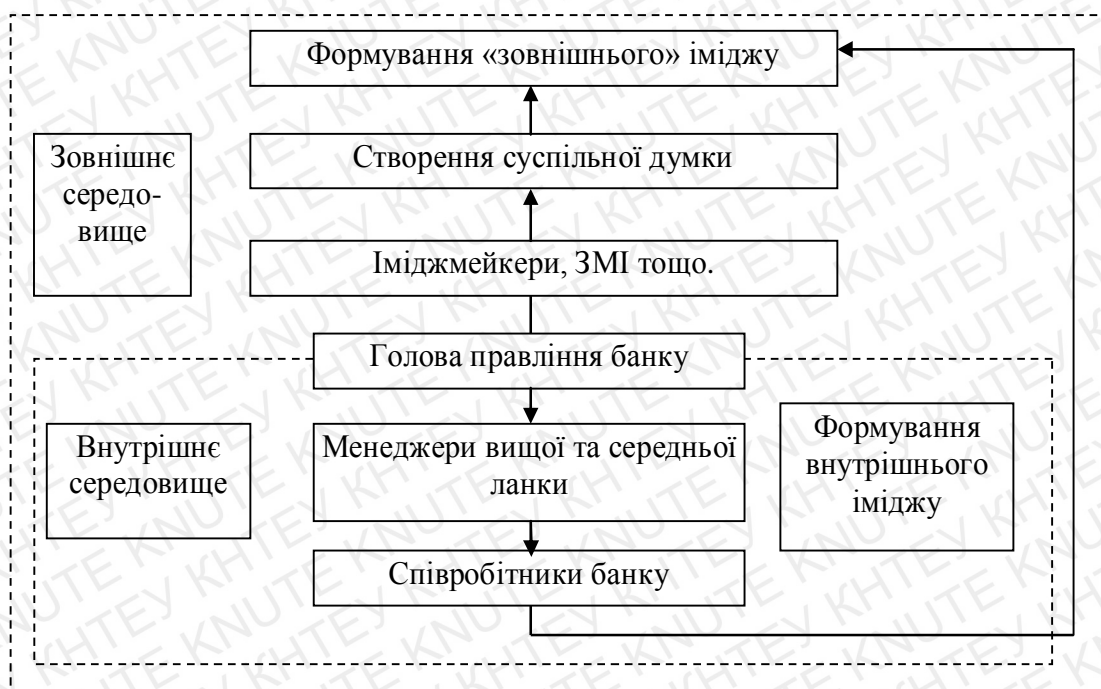 Формування «зовнішнього» іміджу
Зовнішнє
середо-
вище
Створення суспільної думки
Іміджмейкери, ЗМІ тощо.
Голова правління банку
Внутрішнє
середовище
Менеджери вищої та середньої
ланки
Формування
внутрішнього
іміджу
Співробітники банку